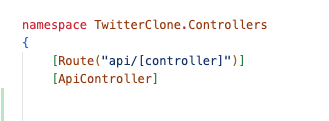 namespace TwitterClone.Controllers
{
[Route("api/[controller]")]
[ApiController]